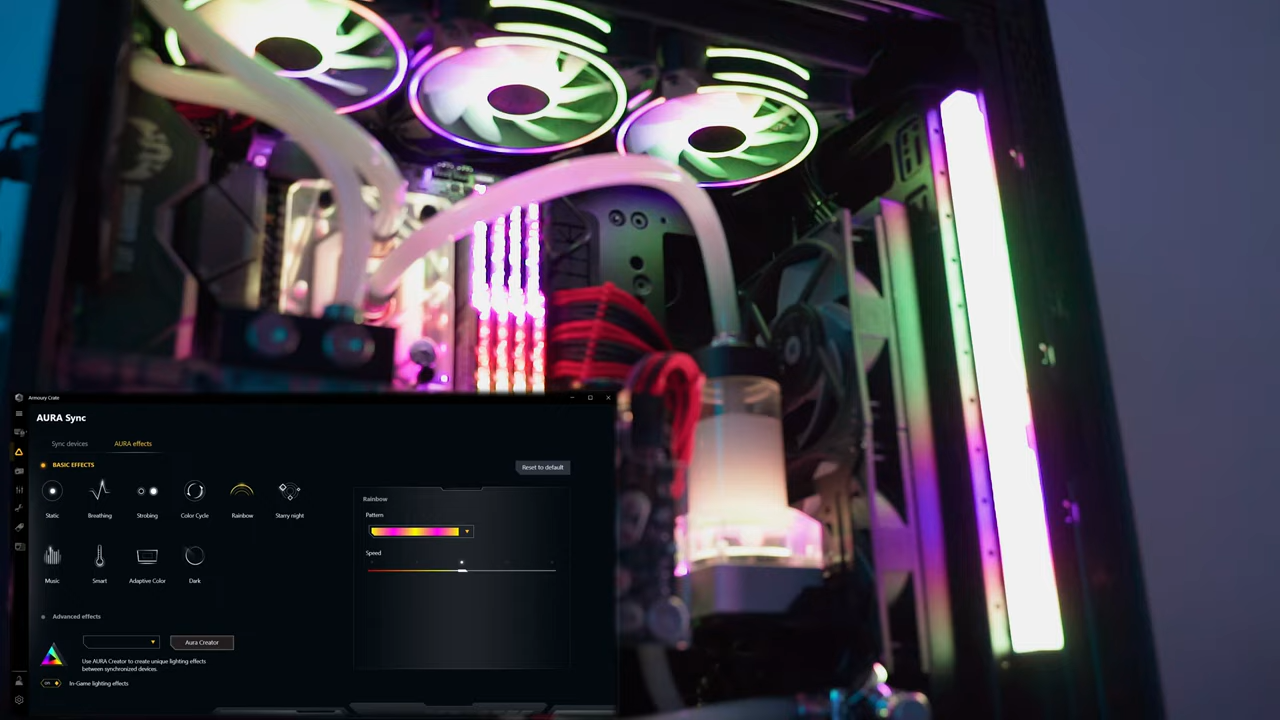 Armoury Crate
AURA Sync
Sync devices
AURA effects
BASIC EFFECTS
Reset to default
Static
Breathing
Strobing
Color Cycle
Rainbow
Starry night
Music
Smart
Adaptive Color
Dark
Rainbow
Pattern
Speed
Advanced effects
Aura Creator
Use AURA Creator to create unique lighting effects
between synchronized devices.
ON
In-Game lighting effects